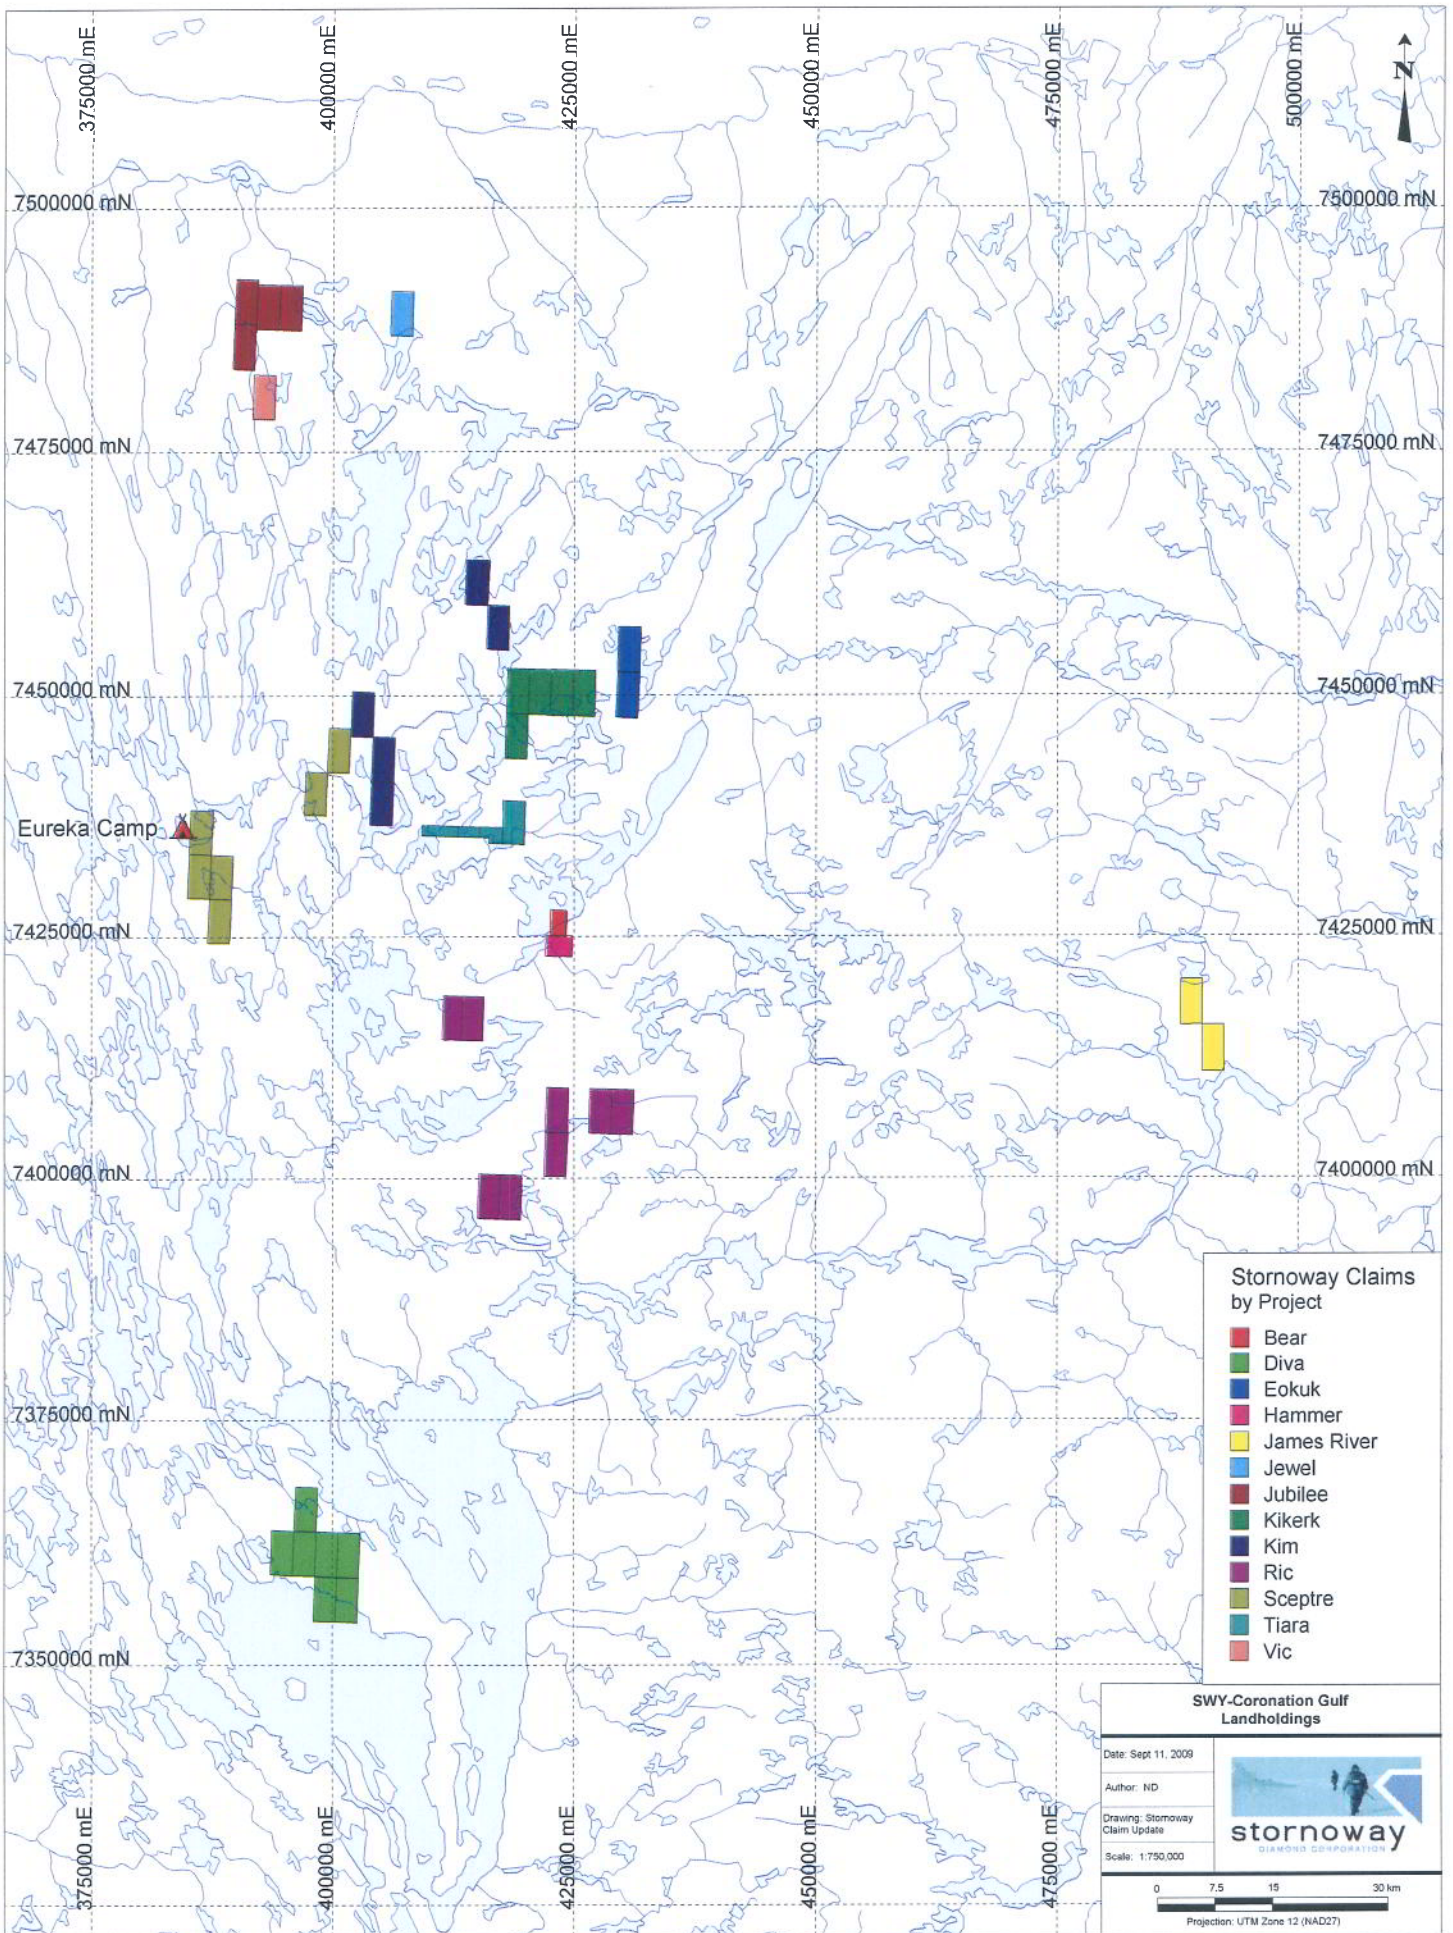 375000 mE
400000 mE
425000 mE
450000 mE
475000 mE
500000 mE
N
7500000 mN
7500000 mN
7475000 mN
7475000 mN
7450000 mN
7450000 mN
Eureka Camp
7425000 mN
7425000 mN
7400000 mN
7400000 mN
7375000 mN
7350000 mN
Stornoway Claims
by Project
Bear
Diva
Eokuk
Hammer
James River
Jewel
Jubilee
Kikerk
Kim
Ric
Sceptre
Tiara
Vic
SWY-Coronation Gulf
Landholdings
Date: Sept 11, 2009
Author: ND
Drawing: Stornoway
Claim Update
Scale: 1:750,000
stornoway
DIAMOND CORPORATION
0 7.5 15 30 km
Projection: UTM Zone 12 (NAD27)
375000 mE
400000 mE
425000 mE
450000 mE
475000 mE